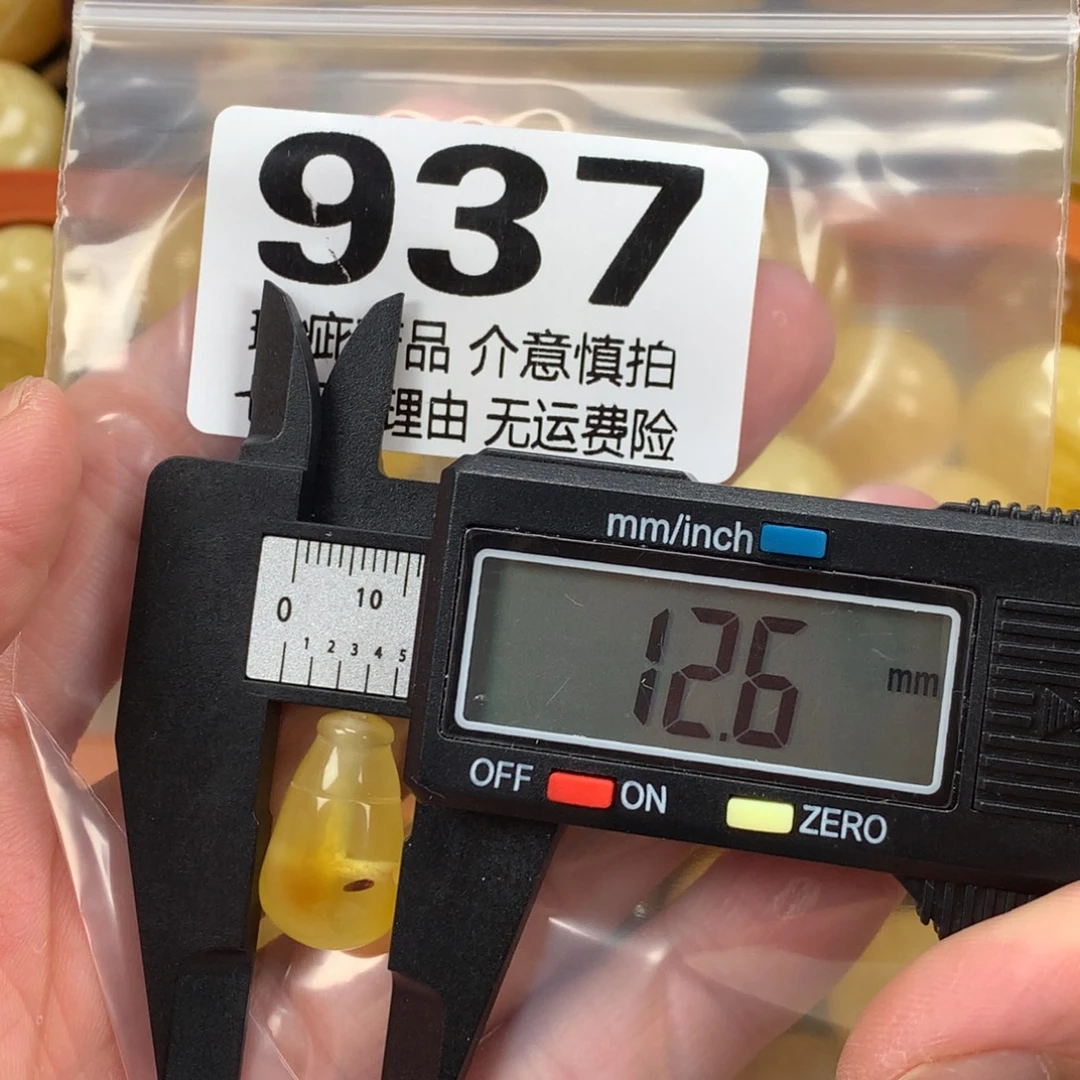 937
疵 品 介意慎拍
理由 无运费险
mm/inch
0 10
1 2 3 4 5
12.6 mm
OFF ON ZERO